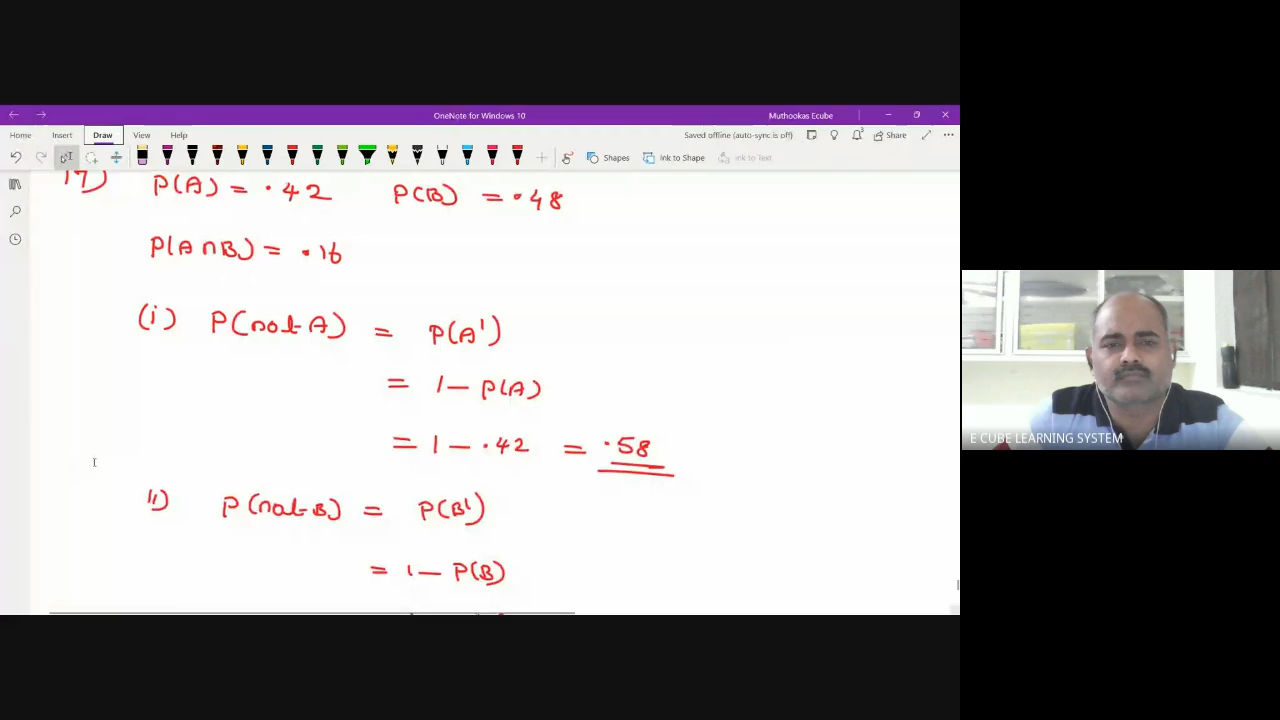 OneNote for Windows 10
Muthookas Ecube
Home Insert Draw View Help
Saved offline (auto-sync is off)
Share
Shapes
Ink to Shape
Ink to Text
17) P(A) = .42 P(B) = .48
P(A∩B) = .16
(i) P(not A) = P(A')
= 1 - P(A)
= 1 - .42 = .58
ii) P(not B) = P(B')
= 1 - P(B)
E CUBE LEARNING SYSTEM